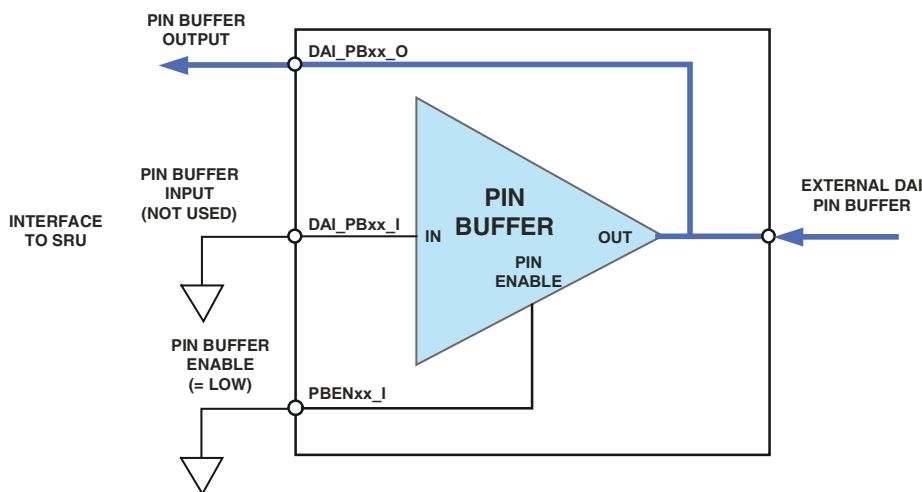 PIN BUFFER
OUTPUT
DAI_PBxx_O
PIN BUFFER
INPUT
(NOT USED)
INTERFACE
TO SRU
DAI_PBxx_I
IN
PIN
BUFFER
OUT
PIN
ENABLE
EXTERNAL DAI
PIN BUFFER
PIN BUFFER
ENABLE
(= LOW)
PBENxx_I